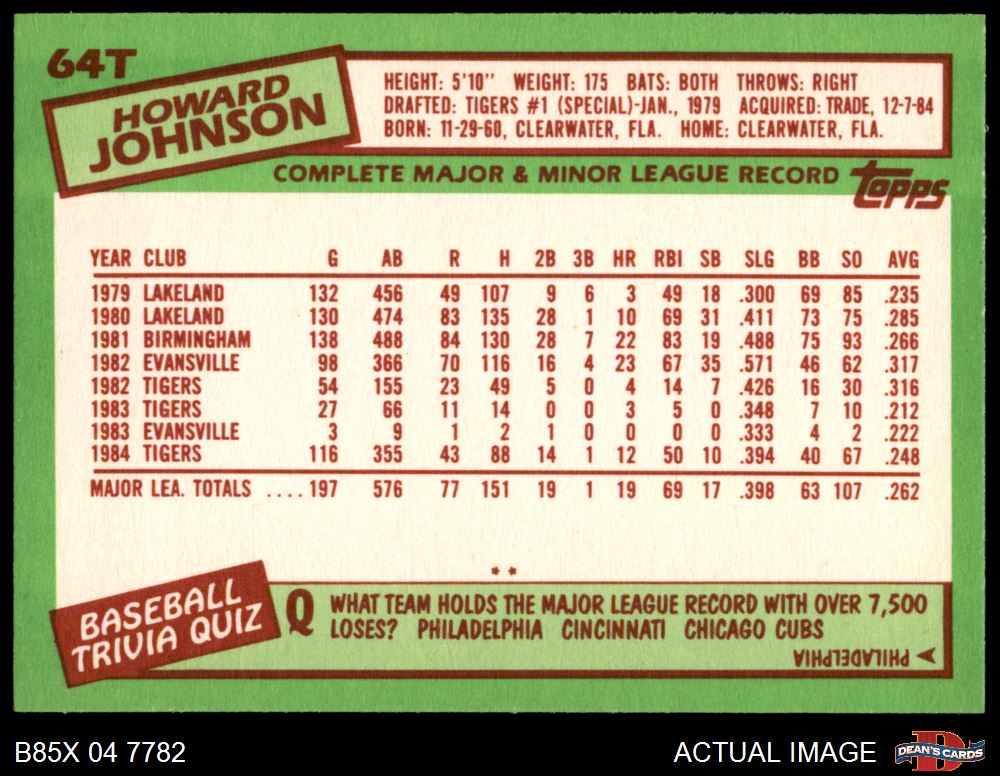 64T
HOWARD
JOHNSON
HEIGHT: 5'10" WEIGHT: 175 BATS: BOTH THROWS: RIGHT
DRAFTED: TIGERS #1 (SPECIAL)-JAN., 1979 ACQUIRED: TRADE, 12-7-84
BORN: 11-29-60, CLEARWATER, FLA. HOME: CLEARWATER, FLA.
COMPLETE MAJOR & MINOR LEAGUE RECORD
topps
YEAR CLUB G AB R H 2B 3B HR RBI SB SLG BB SO AVG
1979 LAKELAND 132 456 49 107 9 6 3 49 18 .300 69 85 .235
1980 LAKELAND 130 474 83 135 28 1 10 69 31 .411 73 75 .285
1981 BIRMINGHAM 138 488 84 130 28 7 22 83 19 .488 75 93 .266
1982 EVANSVILLE 98 366 70 116 16 4 23 67 35 .571 46 62 .317
1982 TIGERS 54 155 23 49 5 0 4 14 7 .426 16 30 .316
1983 TIGERS 27 66 11 14 0 0 3 5 0 .348 7 10 .212
1983 EVANSVILLE 3 9 1 2 1 0 0 0 0 .333 4 2 .222
1984 TIGERS 116 355 43 88 14 1 12 50 10 .394 40 67 .248
MAJOR LEA. TOTALS ....197 576 77 151 19 1 19 69 17 .398 63 107 .262
**
BASEBALL
TRIVIA QUIZ
Q WHAT TEAM HOLDS THE MAJOR LEAGUE RECORD WITH OVER 7,500
LOSES? PHILADELPHIA CINCINNATI CHICAGO CUBS
A PHILADELPHIA
B85X 04 7782
ACTUAL IMAGE
D
DEAN'S CARDS